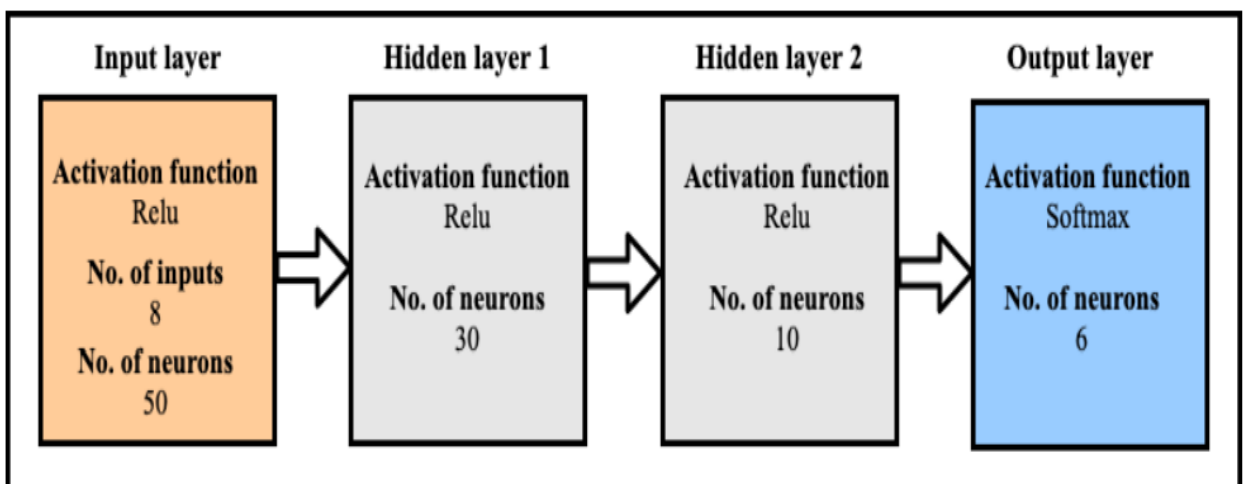 Input layer
Activation function
Relu
No. of inputs
8
No. of neurons
50
Hidden layer 1
Activation function
Relu
No. of neurons
30
Hidden layer 2
Activation function
Relu
No. of neurons
10
Output layer
Activation function
Softmax
No. of neurons
6